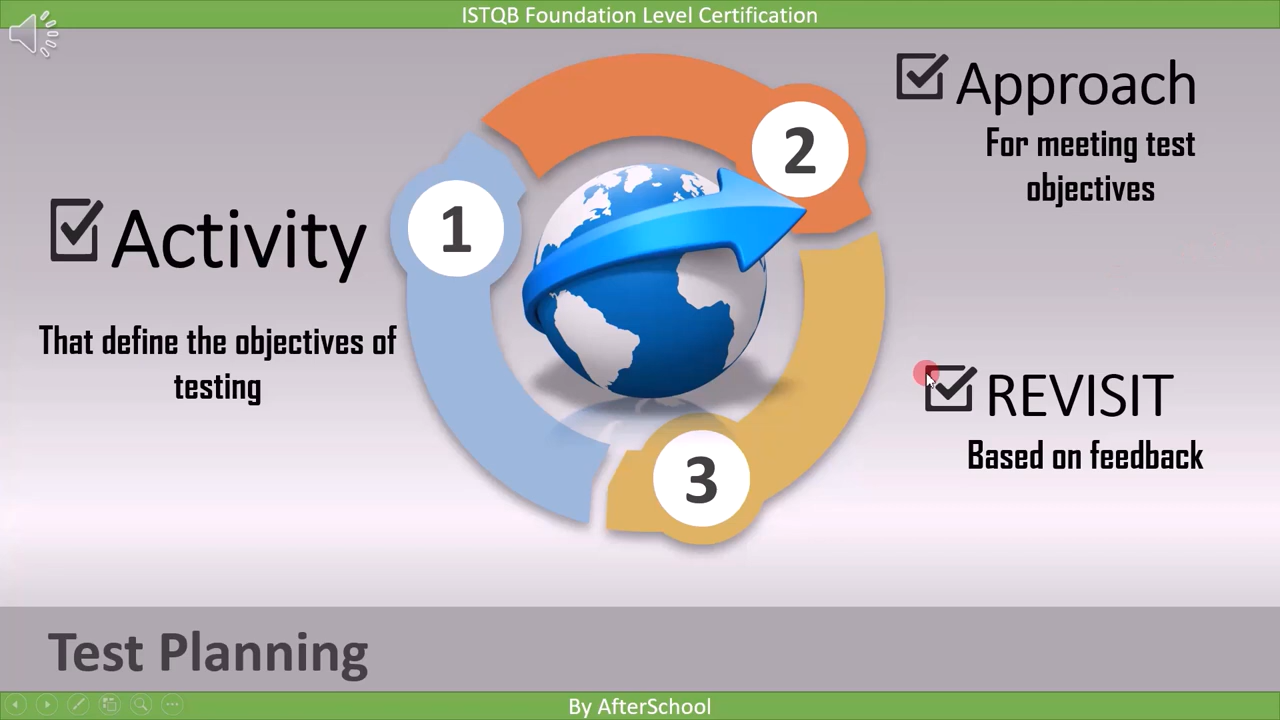 ISTQB Foundation Level Certification
1
Activity
That define the objectives of
testing
2
Approach
For meeting test
objectives
3
REVISIT
Based on feedback
Test Planning
By AfterSchool